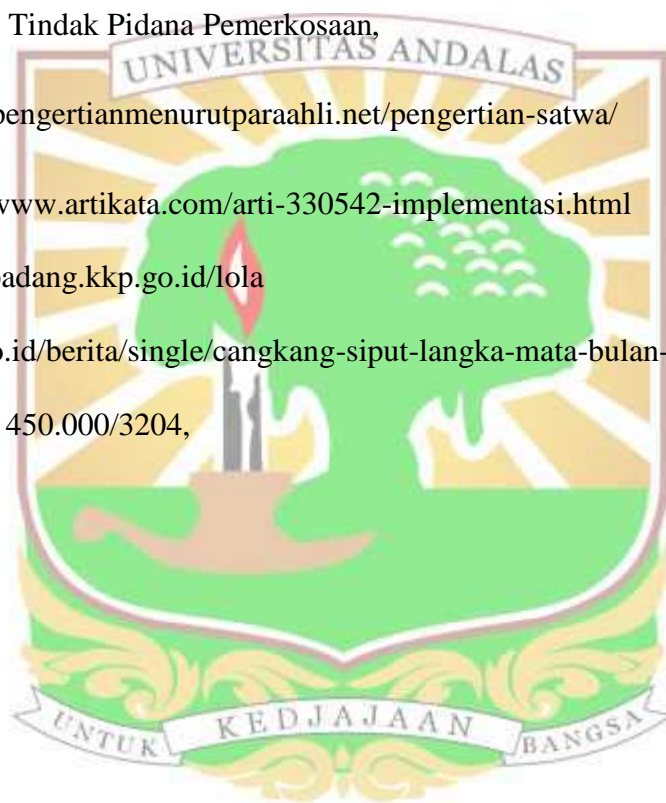 Tindak Pidana Pemerkosaan,
UNIVERSITAS ANDALAS
pengertianmenurutparaahli.net/pengertian-satwa/
www.artikata.com/arti-330542-implementasi.html
padang.kkp.go.id/lola
o.id/berita/single/cangkang-siput-langka-mata-bulan-
450.000/3204,
UNTUK KEDJAJAAN BANGSA